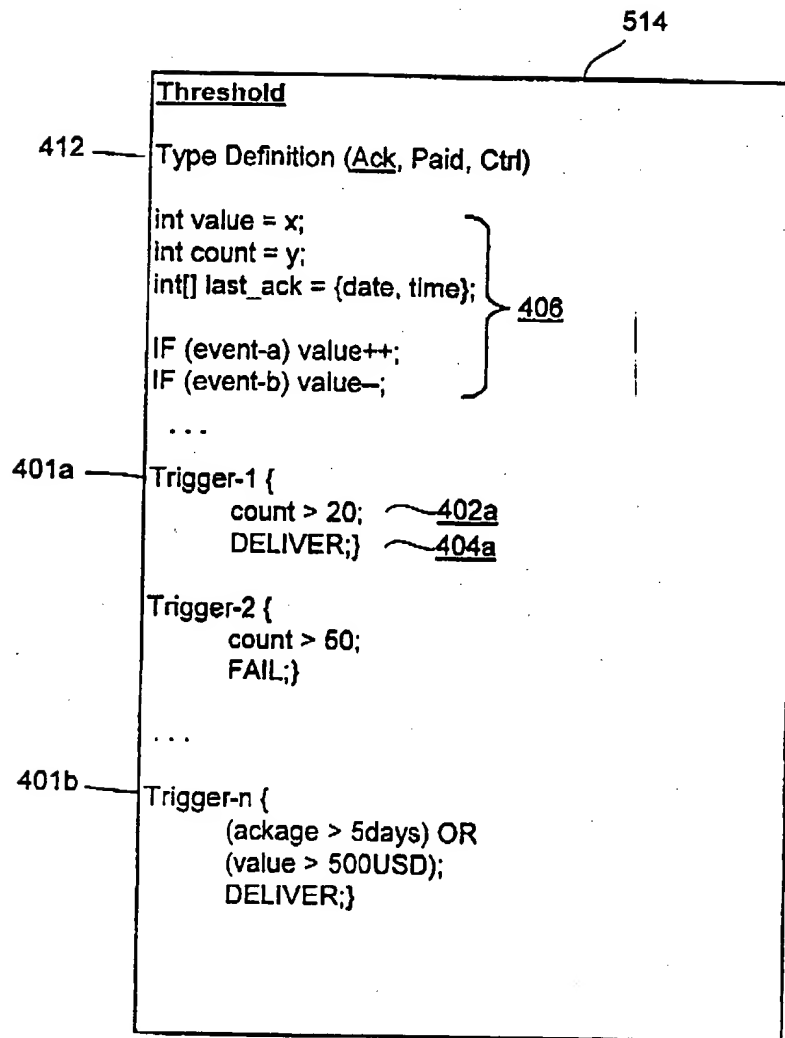 514
Threshold
412 Type Definition (Ack, Paid, Ctrl)
int value = x;
int count = y;
int[] last_ack = {date, time};
406
IF (event-a) value++;
IF (event-b) value–;
...
401a Trigger-1 {
count > 20; 402a
DELIVER;} 404a
Trigger-2 {
count > 50;
FAIL;}
...
401b Trigger-n {
(ackage > 5days) OR
(value > 500USD);
DELIVER;}